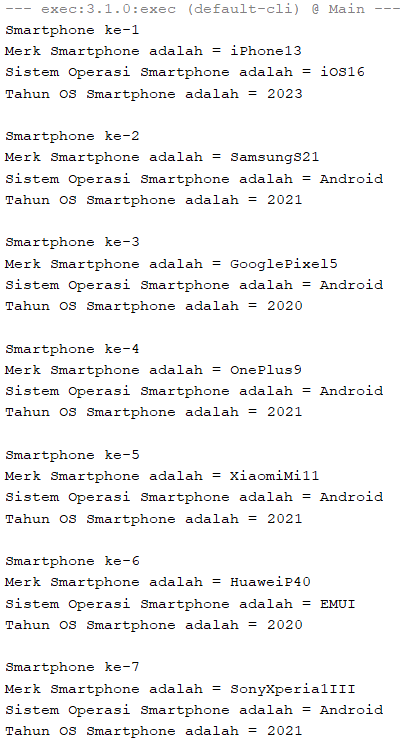 --- exec:3.1.0:exec (default-cli) @ Main ---
Smartphone ke-1
Merk Smartphone adalah = iPhone13
Sistem Operasi Smartphone adalah = iOS16
Tahun OS Smartphone adalah = 2023

Smartphone ke-2
Merk Smartphone adalah = SamsungS21
Sistem Operasi Smartphone adalah = Android
Tahun OS Smartphone adalah = 2021

Smartphone ke-3
Merk Smartphone adalah = GooglePixel5
Sistem Operasi Smartphone adalah = Android
Tahun OS Smartphone adalah = 2020

Smartphone ke-4
Merk Smartphone adalah = OnePlus9
Sistem Operasi Smartphone adalah = Android
Tahun OS Smartphone adalah = 2021

Smartphone ke-5
Merk Smartphone adalah = XiaomiMi11
Sistem Operasi Smartphone adalah = Android
Tahun OS Smartphone adalah = 2021

Smartphone ke-6
Merk Smartphone adalah = HuaweiP40
Sistem Operasi Smartphone adalah = EMUI
Tahun OS Smartphone adalah = 2020

Smartphone ke-7
Merk Smartphone adalah = SonyXperia1III
Sistem Operasi Smartphone adalah = Android
Tahun OS Smartphone adalah = 2021